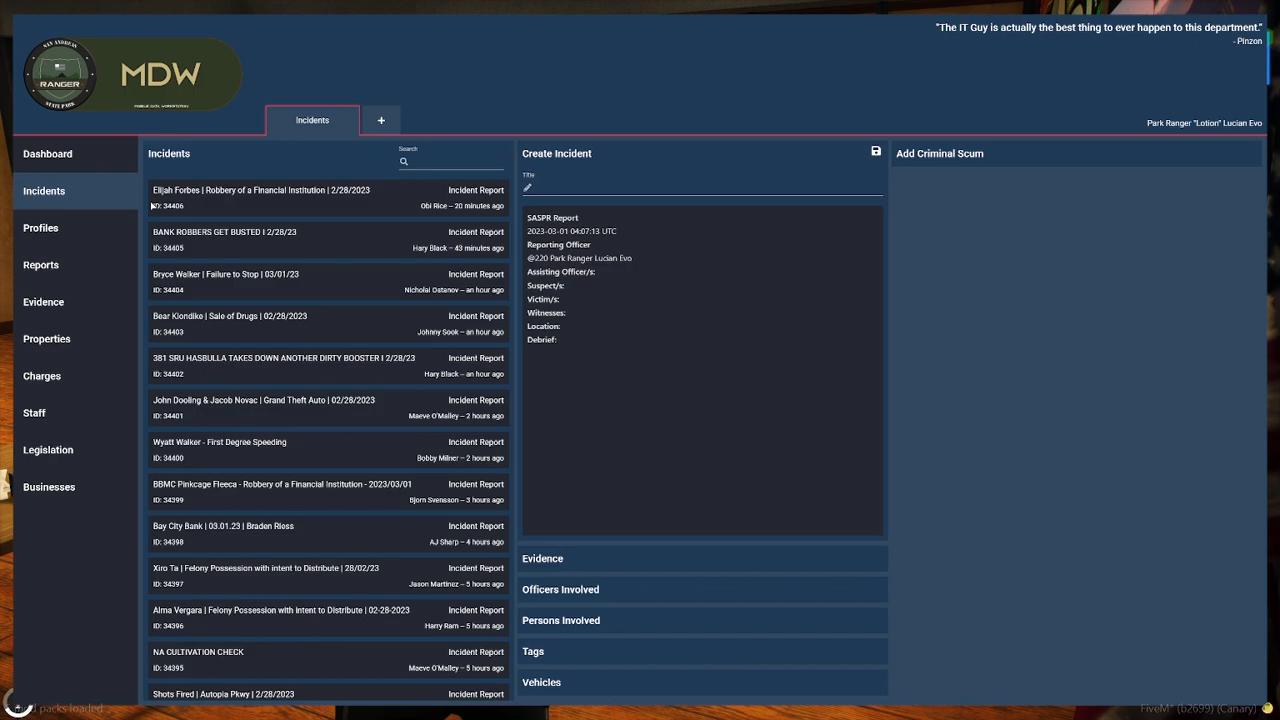 "The IT Guy is actually the best thing to ever happen to this department."
- Pinzon
SAN ANDREAS
RANGER
STATE PARK
MDW
Incidents
+
Park Ranger "Lotion" Lucian Evo
Dashboard
Incidents
Profiles
Reports
Evidence
Properties
Charges
Staff
Legislation
Businesses
Incidents
Search
Elijah Forbes | Robbery of a Financial Institution | 2/28/2023 Incident Report
ID: 34406 Obi Rice – 20 minutes ago
BANK ROBBERS GET BUSTED I 2/28/23 Incident Report
ID: 34405 Hary Black – 43 minutes ago
Bryce Walker | Failure to Stop | 03/01/23 Incident Report
ID: 34404 Nicholai Ostanov – an hour ago
Bear Klondike | Sale of Drugs | 02/28/2023 Incident Report
ID: 34403 Johnny Sook – an hour ago
381 SRU HASBULLA TAKES DOWN ANOTHER DIRTY BOOSTER I 2/28/23 Incident Report
ID: 34402 Hary Black – an hour ago
John Dooling & Jacob Novac | Grand Theft Auto | 02/28/2023 Incident Report
ID: 34401 Maeve O'Malley – 2 hours ago
Wyatt Walker - First Degree Speeding Incident Report
ID: 34400 Bobby Milner – 2 hours ago
BBMC Pinkcage Fleeca - Robbery of a Financial Institution - 2023/03/01 Incident Report
ID: 34399 Bjorn Svensson – 3 hours ago
Bay City Bank | 03.01.23 | Braden Riess Incident Report
ID: 34398 AJ Sharp – 4 hours ago
Xiro Ta | Felony Possession with intent to Distribute | 28/02/23 Incident Report
ID: 34397 Jason Martinez – 5 hours ago
Alma Vergara | Felony Possession with intent to Distribute | 02-28-2023 Incident Report
ID: 34396 Harry Ram – 5 hours ago
NA CULTIVATION CHECK Incident Report
ID: 34395 Maeve O'Malley – 5 hours ago
Shots Fired | Autopia Pkwy | 2/28/2023 Incident Report
Create Incident
Title
SASPR Report
2023-03-01 04:07:13 UTC
Reporting Officer
@220 Park Ranger Lucian Evo
Assisting Officer/s:
Suspect/s:
Victim/s:
Witnesses:
Location:
Debrief:
Evidence
Officers Involved
Persons Involved
Tags
Vehicles
Add Criminal Scum
packs loaded
FiveM* (b2699) (Canary)